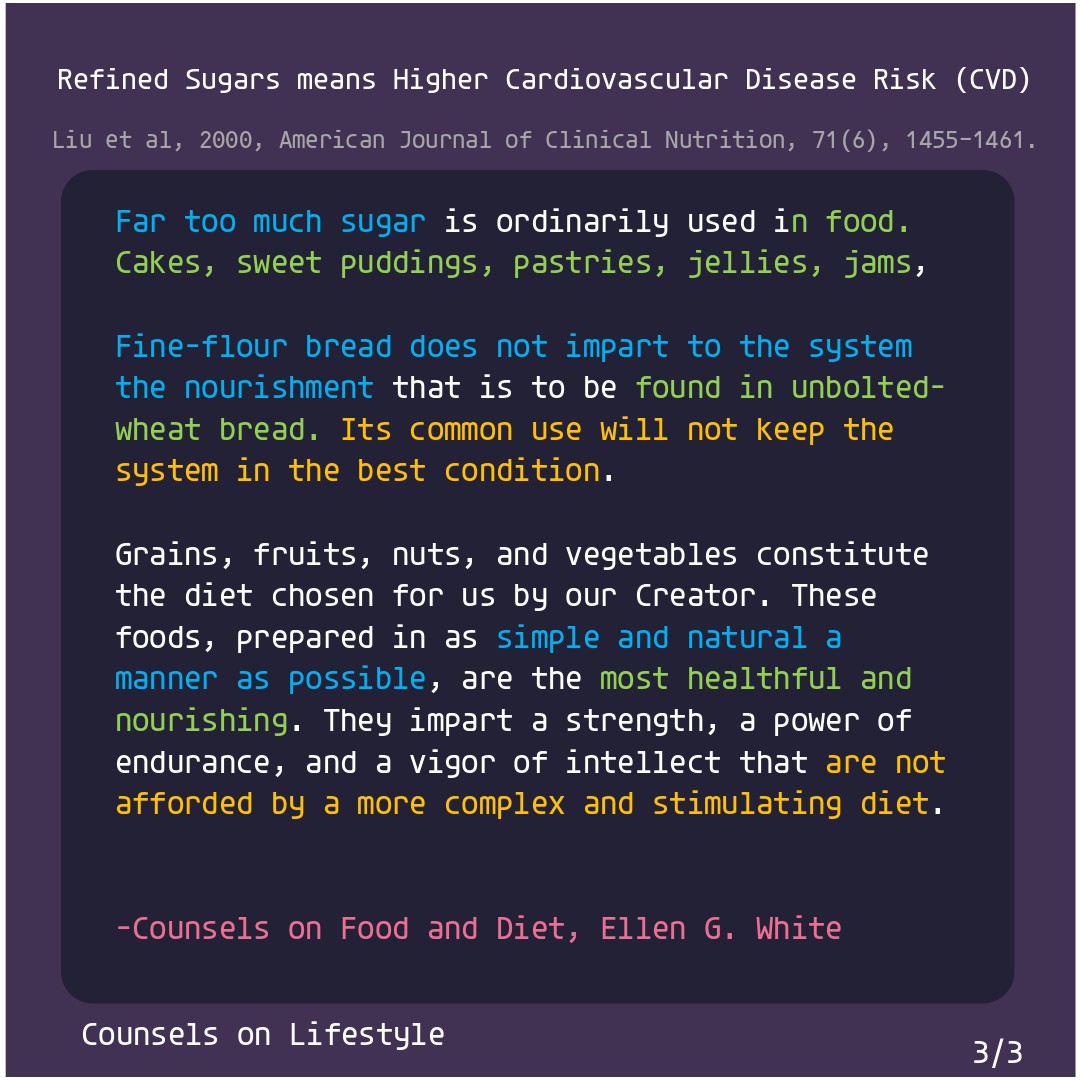 Refined Sugars means Higher Cardiovascular Disease Risk (CVD)
Liu et al, 2000, American Journal of Clinical Nutrition, 71(6), 1455-1461.
Far too much sugar is ordinarily used in food.
Cakes, sweet puddings, pastries, jellies, jams,
Fine-flour bread does not impart to the system
the nourishment that is to be found in unbolted-
wheat bread. Its common use will not keep the
system in the best condition.
Grains, fruits, nuts, and vegetables constitute
the diet chosen for us by our Creator. These
foods, prepared in as simple and natural a
manner as possible, are the most healthful and
nourishing. They impart a strength, a power of
endurance, and a vigor of intellect that are not
afforded by a more complex and stimulating diet.
-Counsels on Food and Diet, Ellen G. White
Counsels on Lifestyle
3/3